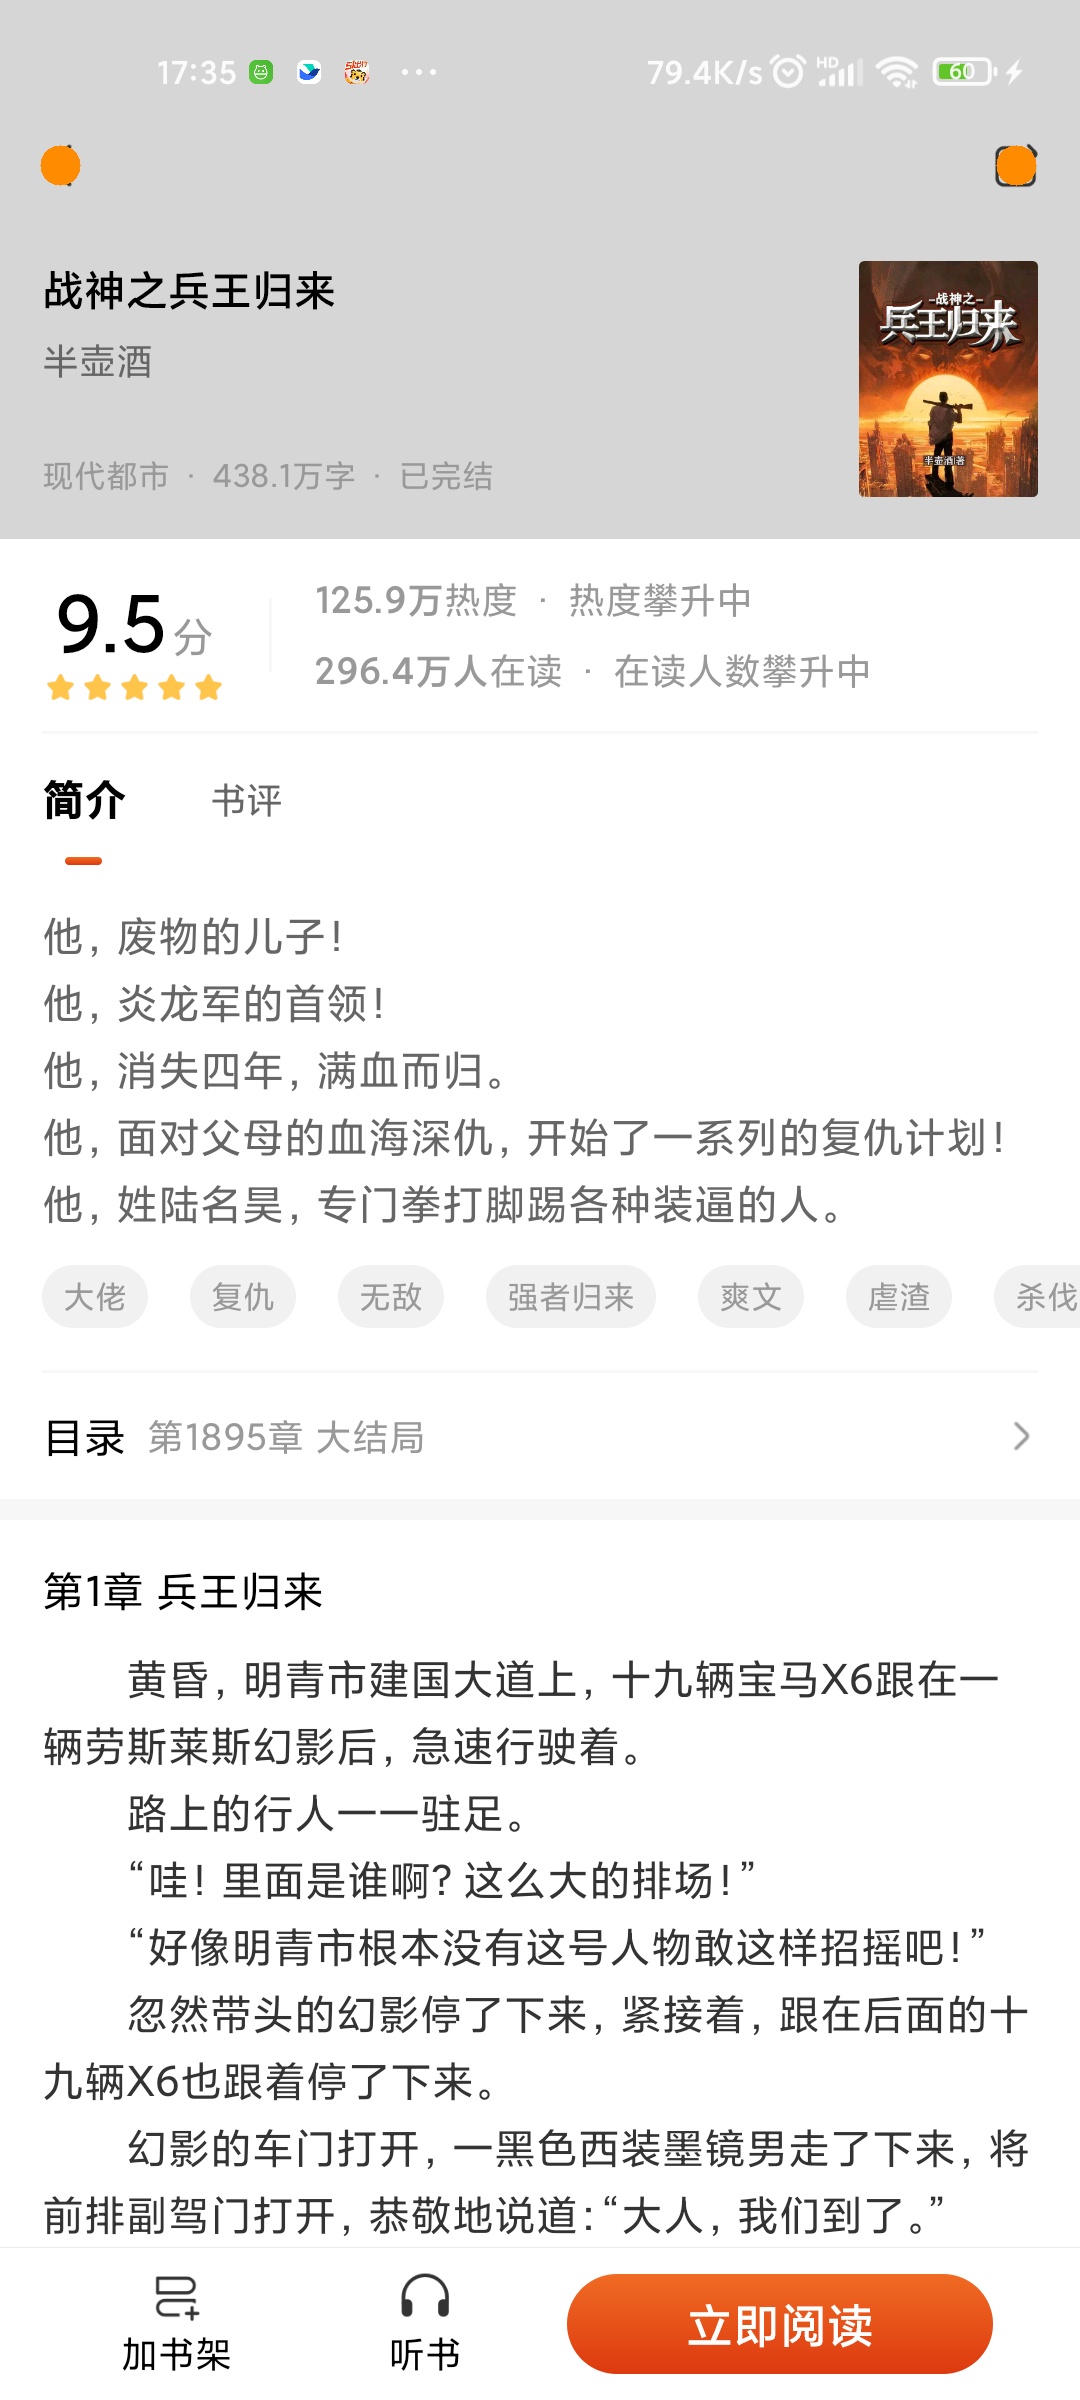 17:35
79.4K/s
HD
60
战神之兵王归来
半壶酒
现代都市 · 438.1万字 · 已完结
-战神之-
兵王归来
半壶酒|著
9.5分
125.9万热度 · 热度攀升中
296.4万人在读 · 在读人数攀升中
简介
书评
他，废物的儿子！
他，炎龙军的首领！
他，消失四年，满血而归。
他，面对父母的血海深仇，开始了一系列的复仇计划！
他，姓陆名昊，专门拳打脚踢各种装逼的人。
大佬
复仇
无敌
强者归来
爽文
虐渣
杀伐
目录 第1895章 大结局
第1章 兵王归来
黄昏，明青市建国大道上，十九辆宝马X6跟在一
辆劳斯莱斯幻影后，急速行驶着。
路上的行人一一驻足。
“哇！里面是谁啊？这么大的排场！”
“好像明青市根本没有这号人物敢这样招摇吧！”
忽然带头的幻影停了下来，紧接着，跟在后面的十
九辆X6也跟着停了下来。
幻影的车门打开，一黑色西装墨镜男走了下来，将
前排副驾门打开，恭敬地说道：“大人，我们到了。”
加书架
听书
立即阅读